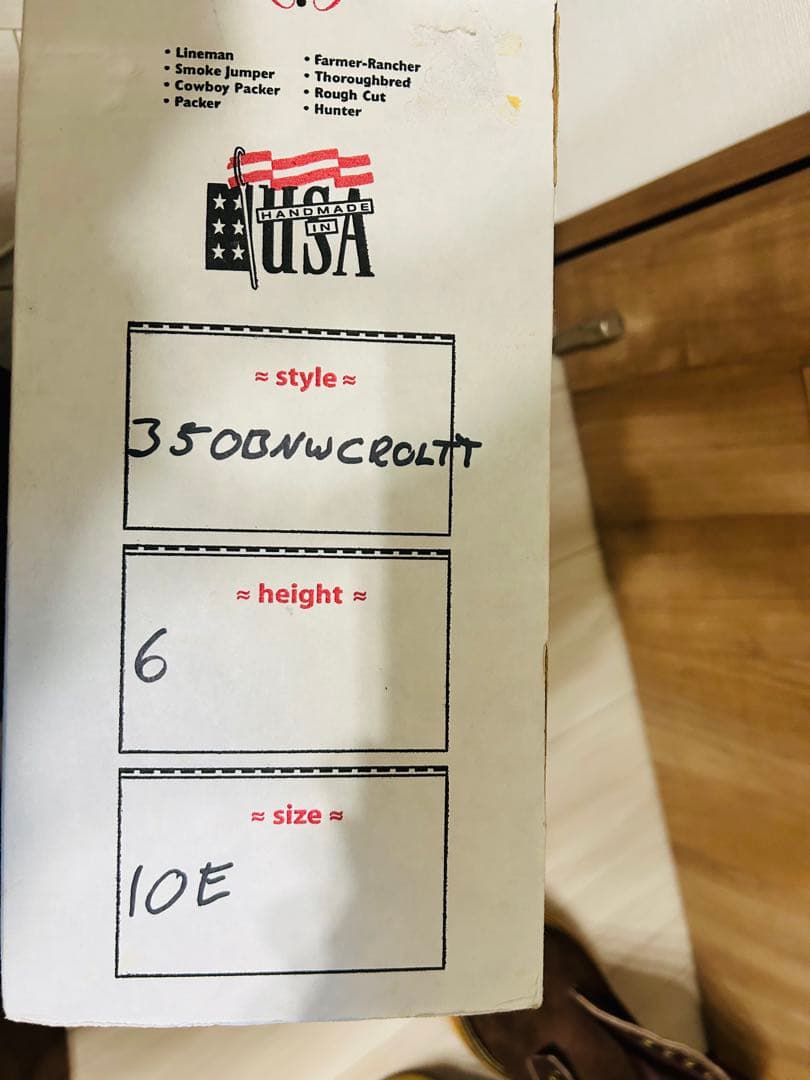 • Lineman
• Smoke Jumper
• Cowboy Packer
• Packer
• Farmer-Rancher
• Thoroughbred
• Rough Cut
• Hunter
HANDMADE
IN
USA
≈ style ≈
350BNWCROLTT
≈ height ≈
6
≈ size ≈
10E